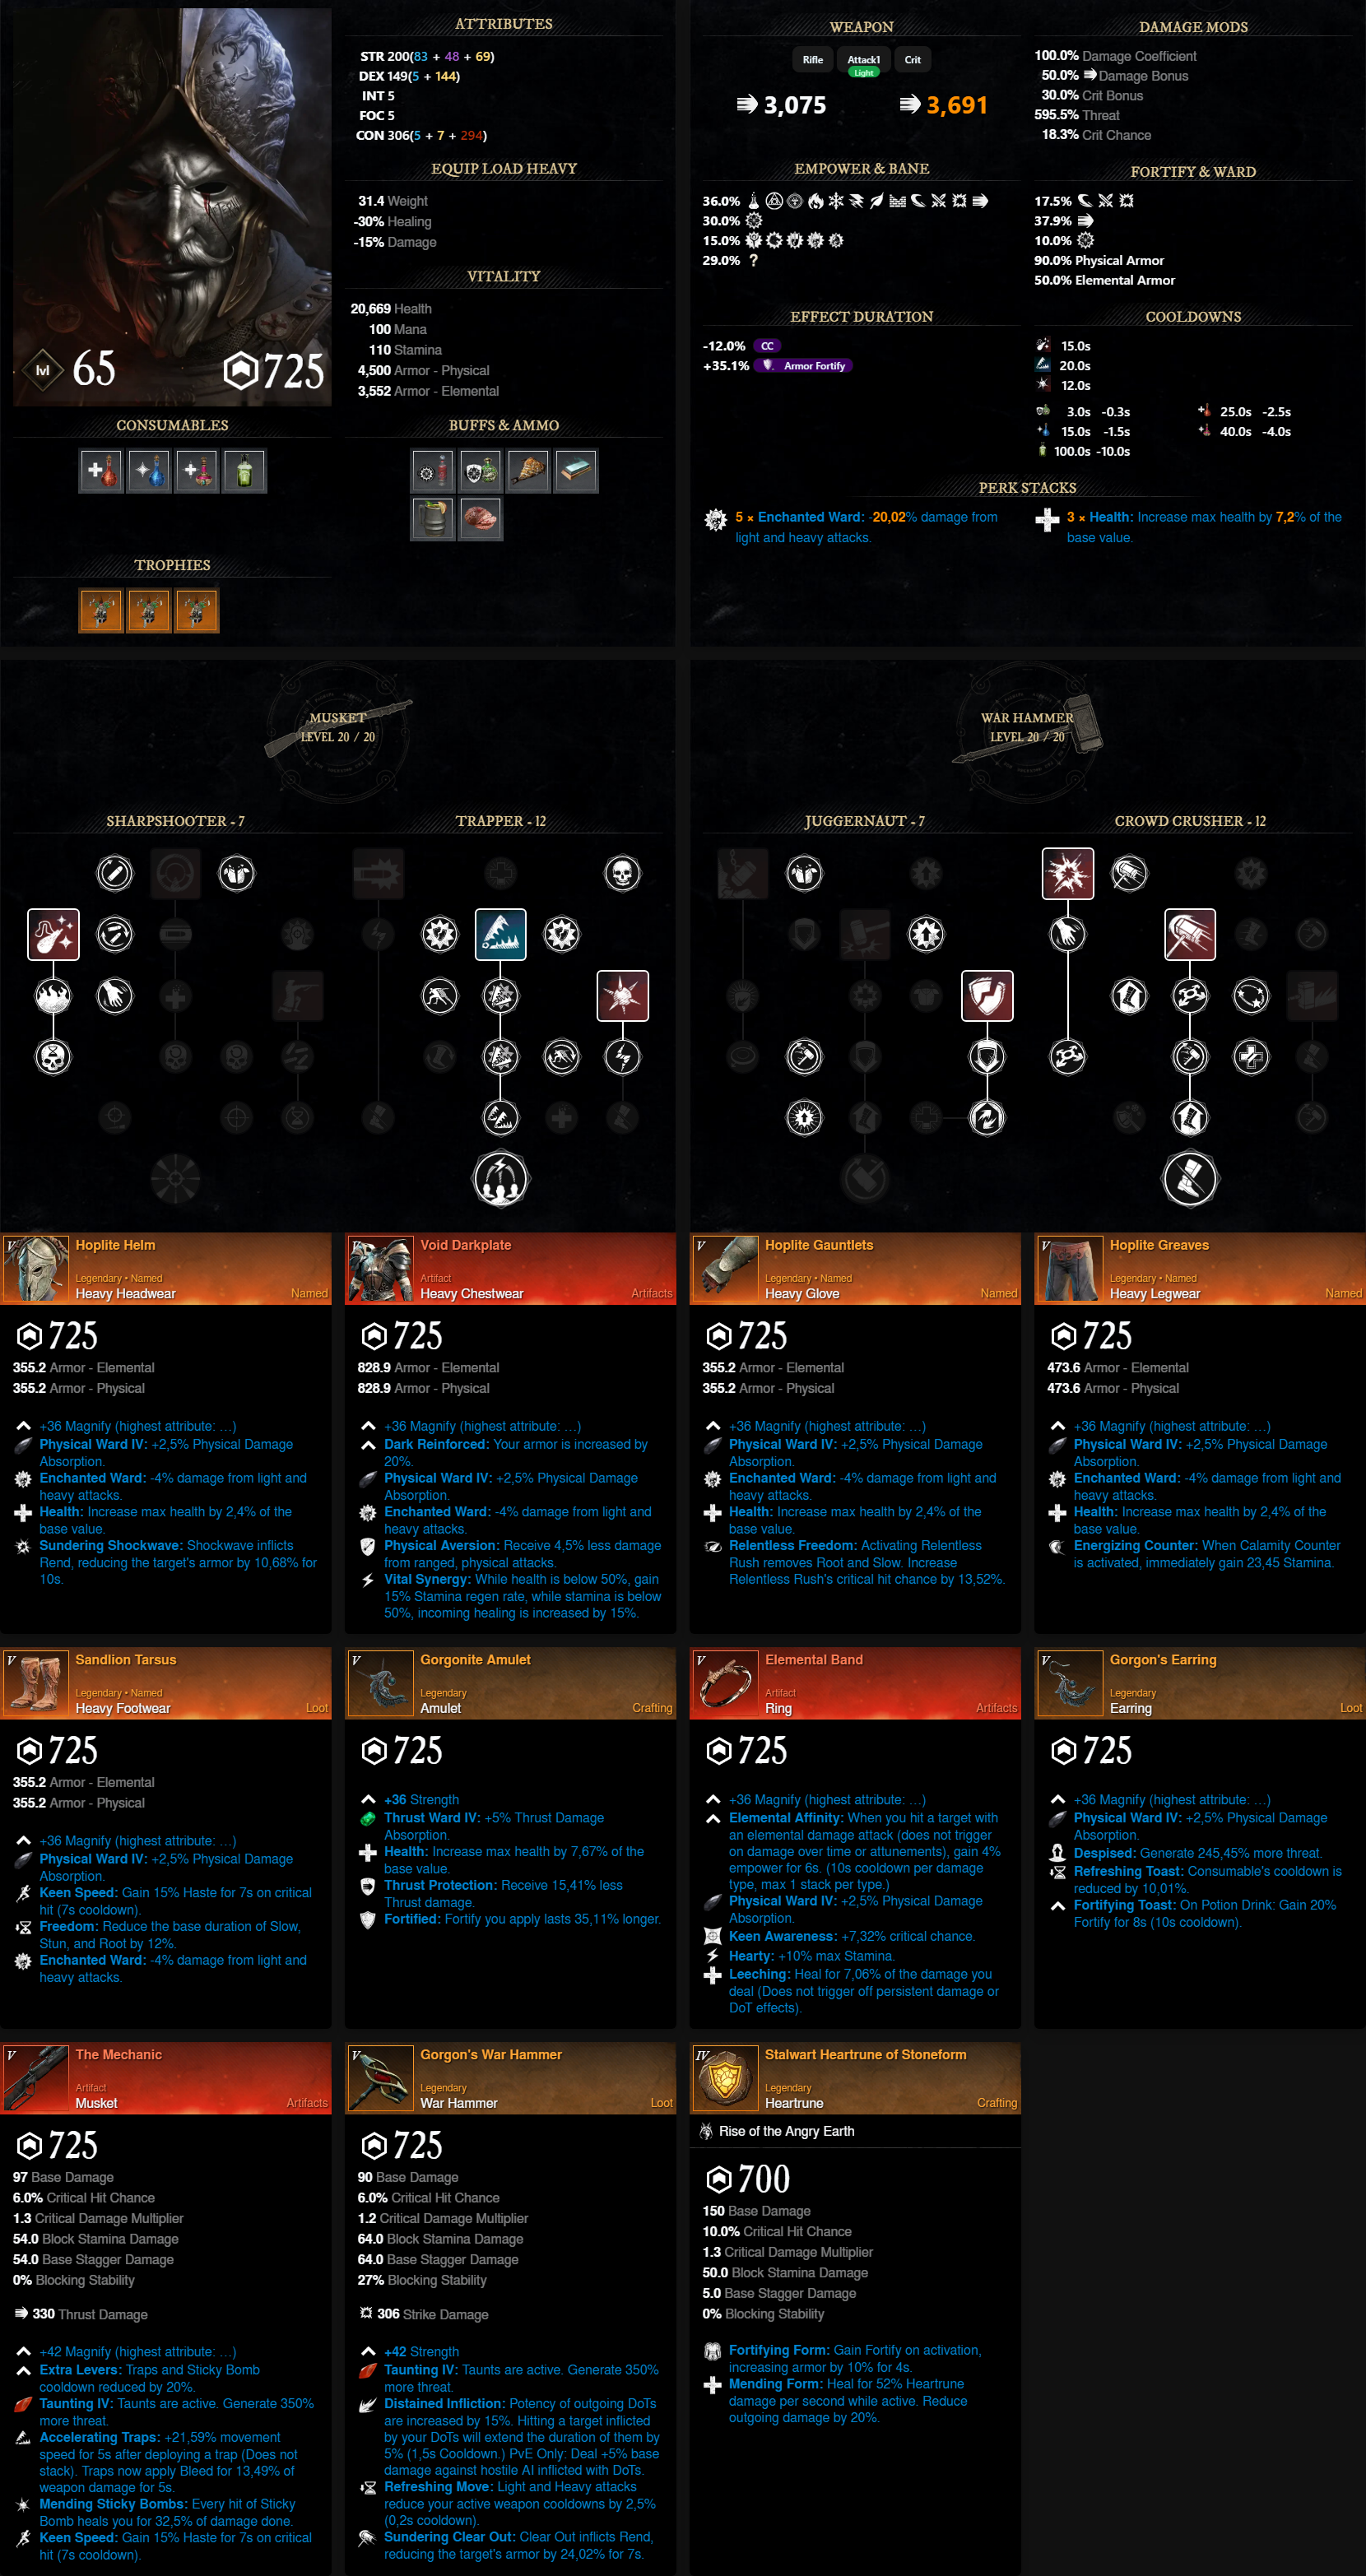 ATTRIBUTES
STR 200(83 + 48 + 69)
DEX 149(5 + 144)
INT 5
FOC 5
CON 306(5 + 7 + 294)
EQUIP LOAD HEAVY
31.4 Weight
-30% Healing
-15% Damage
VITALITY
20,669 Health
100 Mana
110 Stamina
4,500 Armor - Physical
3,552 Armor - Elemental
lvl 65
725
CONSUMABLES
BUFFS & AMMO
TROPHIES
WEAPON
Rifle
Attack1
Light
Crit
3,075
3,691
DAMAGE MODS
100.0% Damage Coefficient
50.0% Damage Bonus
30.0% Crit Bonus
595.5% Threat
18.3% Crit Chance
EMPOWER & BANE
36.0%
30.0%
15.0%
29.0% ?
FORTIFY & WARD
17.5%
37.9%
10.0%
90.0% Physical Armor
50.0% Elemental Armor
EFFECT DURATION
-12.0% CC
+35.1% Armor Fortify
COOLDOWNS
15.0s
20.0s
12.0s
3.0s -0.3s
25.0s -2.5s
15.0s -1.5s
40.0s -4.0s
100.0s -10.0s
PERK STACKS
5 × Enchanted Ward: -20,02% damage from
light and heavy attacks.
3 × Health: Increase max health by 7,2% of the
base value.
MUSKET
LEVEL 20 / 20
SHARPSHOOTER - 7
TRAPPER - 12
WAR HAMMER
LEVEL 20 / 20
JUGGERNAUT - 7
CROWD CRUSHER - 12
V
Hoplite Helm
Legendary • Named
Heavy Headwear
Named
725
355.2 Armor - Elemental
355.2 Armor - Physical
+36 Magnify (highest attribute: ...)
Physical Ward IV: +2,5% Physical Damage
Absorption.
Enchanted Ward: -4% damage from light and
heavy attacks.
Health: Increase max health by 2,4% of the
base value.
Sundering Shockwave: Shockwave inflicts
Rend, reducing the target's armor by 10,68% for
10s.
V
Void Darkplate
Artifact
Heavy Chestwear
Artifacts
725
828.9 Armor - Elemental
828.9 Armor - Physical
+36 Magnify (highest attribute: ...)
Dark Reinforced: Your armor is increased by
20%.
Physical Ward IV: +2,5% Physical Damage
Absorption.
Enchanted Ward: -4% damage from light and
heavy attacks.
Physical Aversion: Receive 4,5% less damage
from ranged, physical attacks.
Vital Synergy: While health is below 50%, gain
15% Stamina regen rate, while stamina is below
50%, incoming healing is increased by 15%.
V
Hoplite Gauntlets
Legendary • Named
Heavy Glove
Named
725
355.2 Armor - Elemental
355.2 Armor - Physical
+36 Magnify (highest attribute: ...)
Physical Ward IV: +2,5% Physical Damage
Absorption.
Enchanted Ward: -4% damage from light and
heavy attacks.
Health: Increase max health by 2,4% of the
base value.
Relentless Freedom: Activating Relentless
Rush removes Root and Slow. Increase
Relentless Rush's critical hit chance by 13,52%.
V
Hoplite Greaves
Legendary • Named
Heavy Legwear
Named
725
473.6 Armor - Elemental
473.6 Armor - Physical
+36 Magnify (highest attribute: ...)
Physical Ward IV: +2,5% Physical Damage
Absorption.
Enchanted Ward: -4% damage from light and
heavy attacks.
Health: Increase max health by 2,4% of the
base value.
Energizing Counter: When Calamity Counter
is activated, immediately gain 23,45 Stamina.
V
Sandlion Tarsus
Legendary • Named
Heavy Footwear
Loot
725
355.2 Armor - Elemental
355.2 Armor - Physical
+36 Magnify (highest attribute: ...)
Physical Ward IV: +2,5% Physical Damage
Absorption.
Keen Speed: Gain 15% Haste for 7s on critical
hit (7s cooldown).
Freedom: Reduce the base duration of Slow,
Stun, and Root by 12%.
Enchanted Ward: -4% damage from light and
heavy attacks.
V
Gorgonite Amulet
Legendary
Amulet
Crafting
725
+36 Strength
Thrust Ward IV: +5% Thrust Damage
Absorption.
Health: Increase max health by 7,67% of the
base value.
Thrust Protection: Receive 15,41% less
Thrust damage.
Fortified: Fortify you apply lasts 35,11% longer.
V
Elemental Band
Artifact
Ring
Artifacts
725
+36 Magnify (highest attribute: ...)
Elemental Affinity: When you hit a target with
an elemental damage attack (does not trigger
on damage over time or attunements), gain 4%
empower for 6s. (10s cooldown per damage
type, max 1 stack per type.)
Physical Ward IV: +2,5% Physical Damage
Absorption.
Keen Awareness: +7,32% critical chance.
Hearty: +10% max Stamina.
Leeching: Heal for 7,06% of the damage you
deal (Does not trigger off persistent damage or
DoT effects).
V
Gorgon's Earring
Legendary
Earring
Loot
725
+36 Magnify (highest attribute: ...)
Physical Ward IV: +2,5% Physical Damage
Absorption.
Despised: Generate 245,45% more threat.
Refreshing Toast: Consumable's cooldown is
reduced by 10,01%.
Fortifying Toast: On Potion Drink: Gain 20%
Fortify for 8s (10s cooldown).
V
The Mechanic
Artifact
Musket
Artifacts
725
97 Base Damage
6.0% Critical Hit Chance
1.3 Critical Damage Multiplier
54.0 Block Stamina Damage
54.0 Base Stagger Damage
0% Blocking Stability
330 Thrust Damage
+42 Magnify (highest attribute: ...)
Extra Levers: Traps and Sticky Bomb
cooldown reduced by 20%.
Taunting IV: Taunts are active. Generate 350%
more threat.
Accelerating Traps: +21,59% movement
speed for 5s after deploying a trap (Does not
stack). Traps now apply Bleed for 13,49% of
weapon damage for 5s.
Mending Sticky Bombs: Every hit of Sticky
Bomb heals you for 32,5% of damage done.
Keen Speed: Gain 15% Haste for 7s on critical
hit (7s cooldown).
V
Gorgon's War Hammer
Legendary
War Hammer
Loot
725
90 Base Damage
6.0% Critical Hit Chance
1.2 Critical Damage Multiplier
64.0 Block Stamina Damage
64.0 Base Stagger Damage
27% Blocking Stability
306 Strike Damage
+42 Strength
Taunting IV: Taunts are active. Generate 350%
more threat.
Distained Infliction: Potency of outgoing DoTs
are increased by 15%. Hitting a target inflicted
by your DoTs will extend the duration of them by
5% (1,5s Cooldown.) PvE Only: Deal +5% base
damage against hostile AI inflicted with DoTs.
Refreshing Move: Light and Heavy attacks
reduce your active weapon cooldowns by 2,5%
(0,2s cooldown).
Sundering Clear Out: Clear Out inflicts Rend,
reducing the target's armor by 24,02% for 7s.
IV
Stalwart Heartrune of Stoneform
Legendary
Heartrune
Crafting
Rise of the Angry Earth
700
150 Base Damage
10.0% Critical Hit Chance
1.3 Critical Damage Multiplier
50.0 Block Stamina Damage
5.0 Base Stagger Damage
0% Blocking Stability
Fortifying Form: Gain Fortify on activation,
increasing armor by 10% for 4s.
Mending Form: Heal for 52% Heartrune
damage per second while active. Reduce
outgoing damage by 20%.